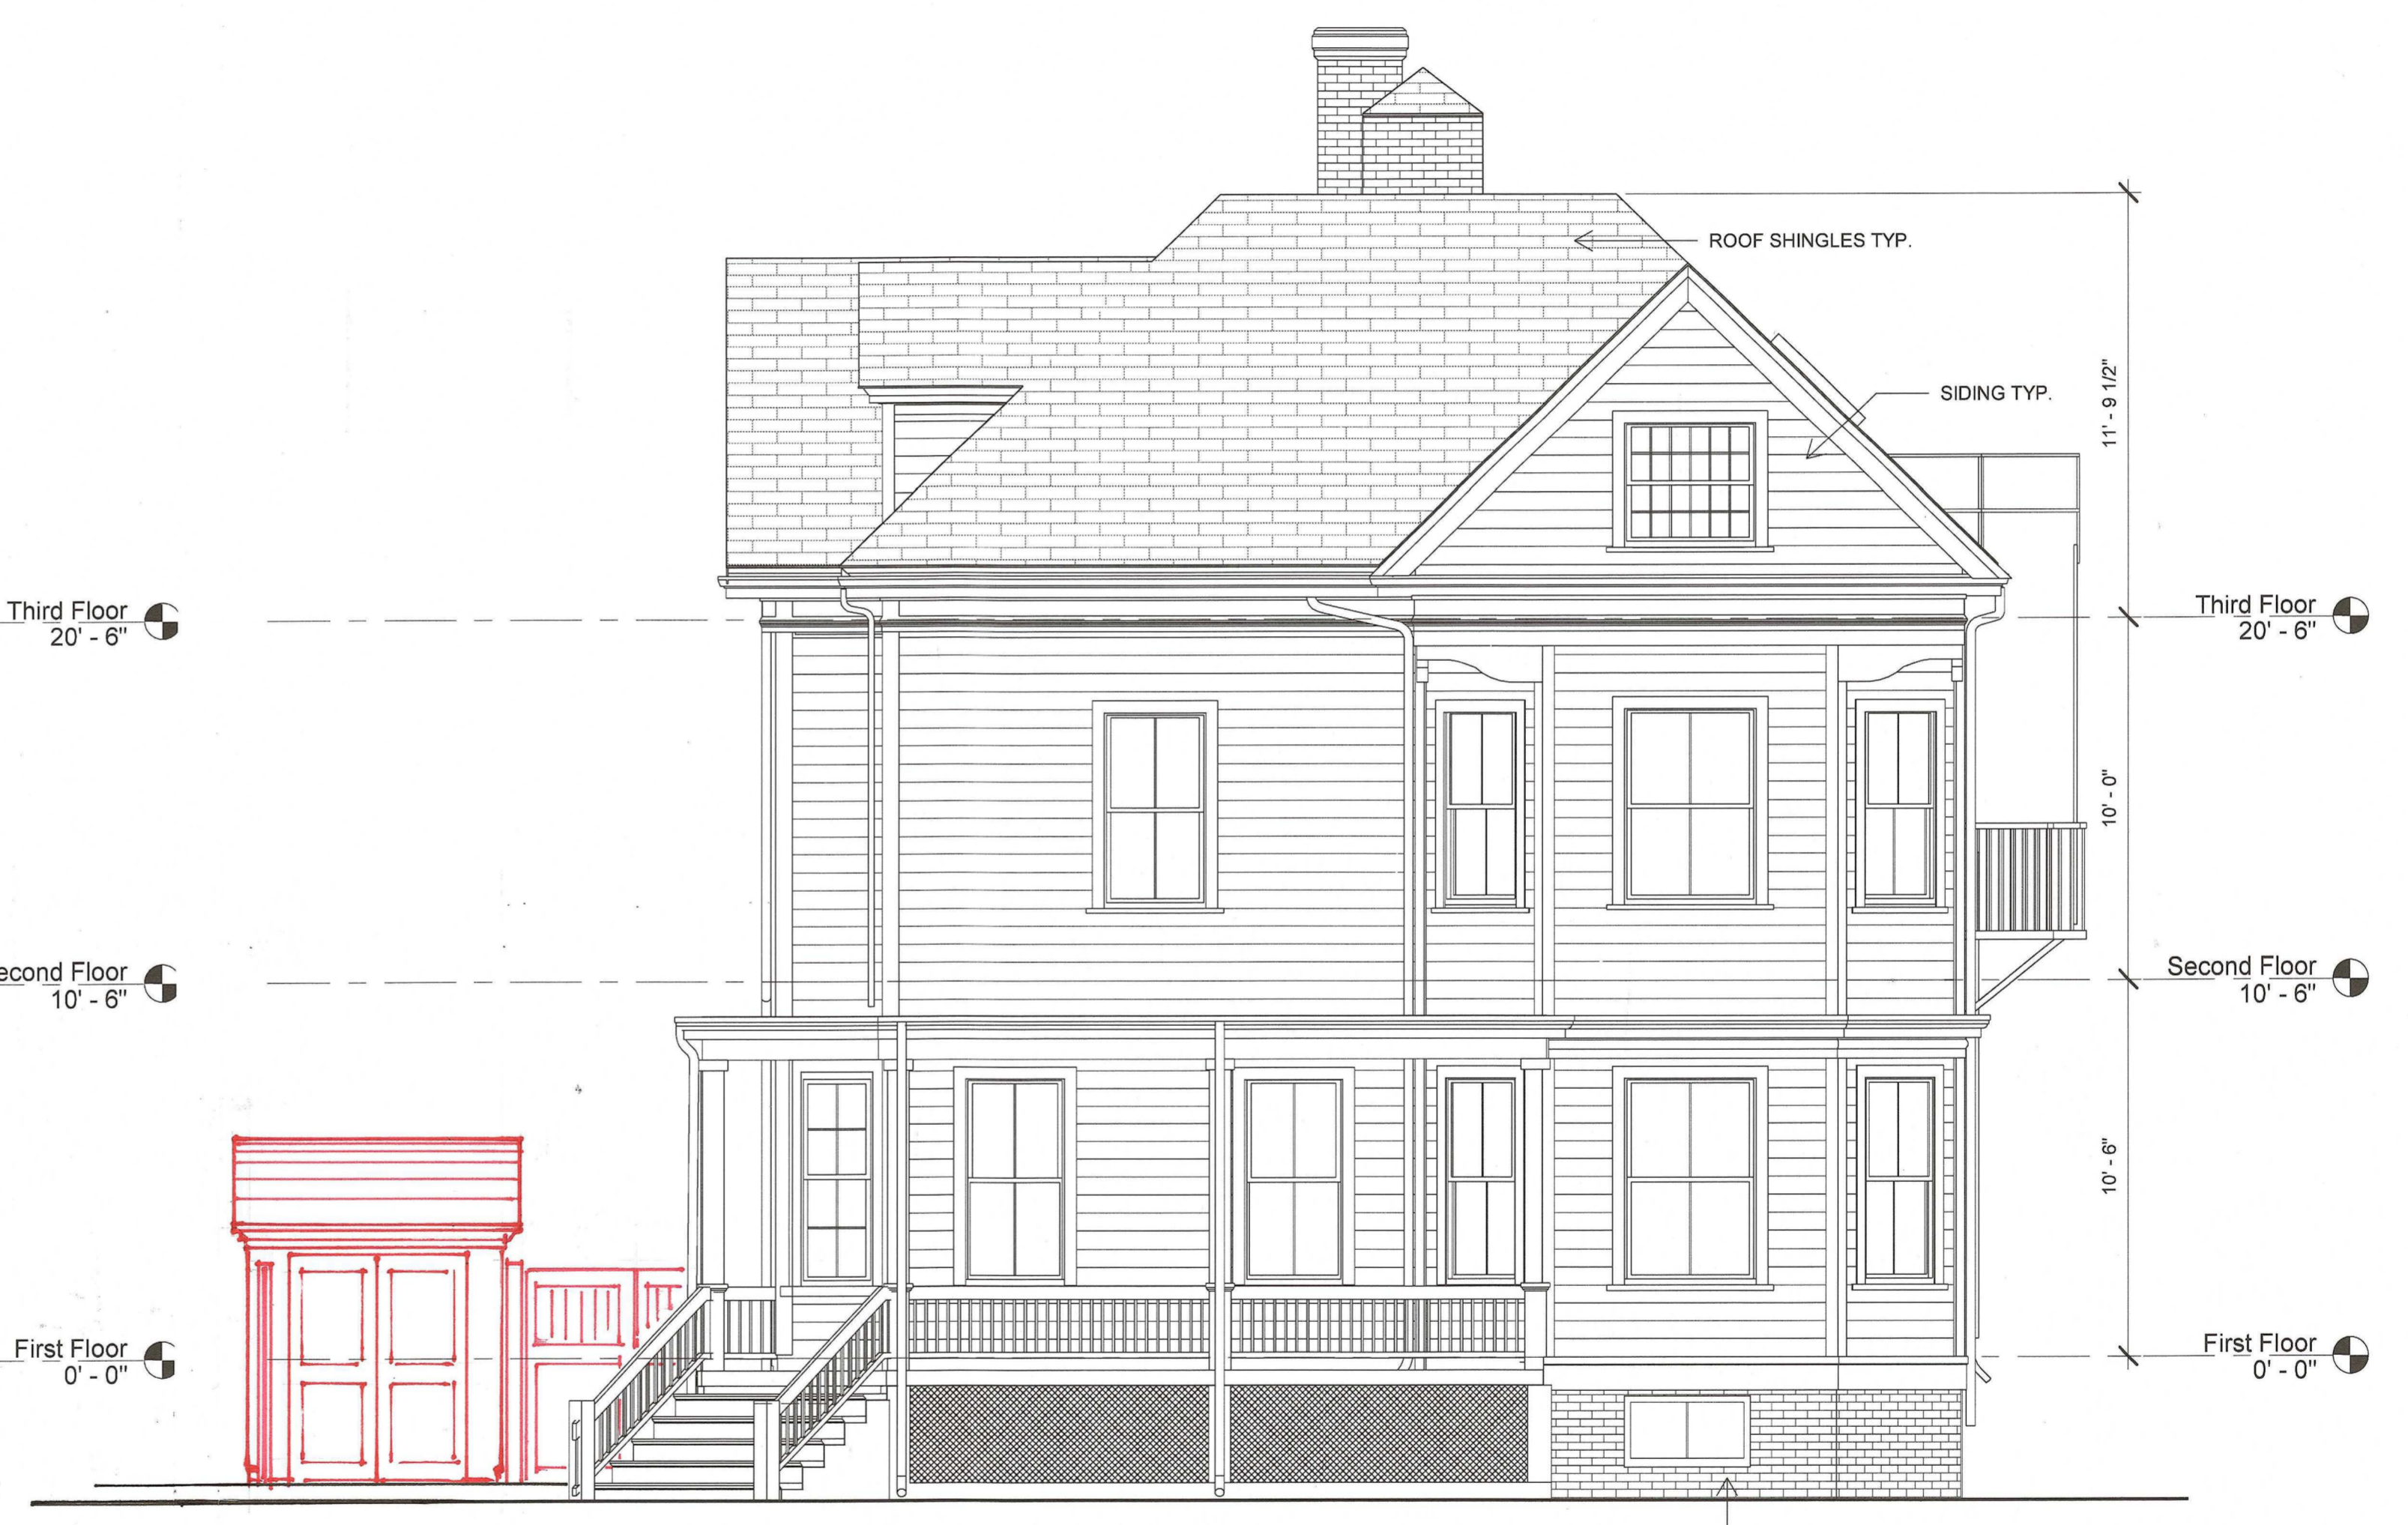 ROOF SHINGLES TYP.
SIDING TYP.
11' - 9 1/2"
Third Floor
20' - 6"
Third Floor
20' - 6"
10' - 0"
econd Floor
10' - 6"
Second Floor
10' - 6"
10' - 6"
First Floor
0' - 0"
First Floor
0' - 0"